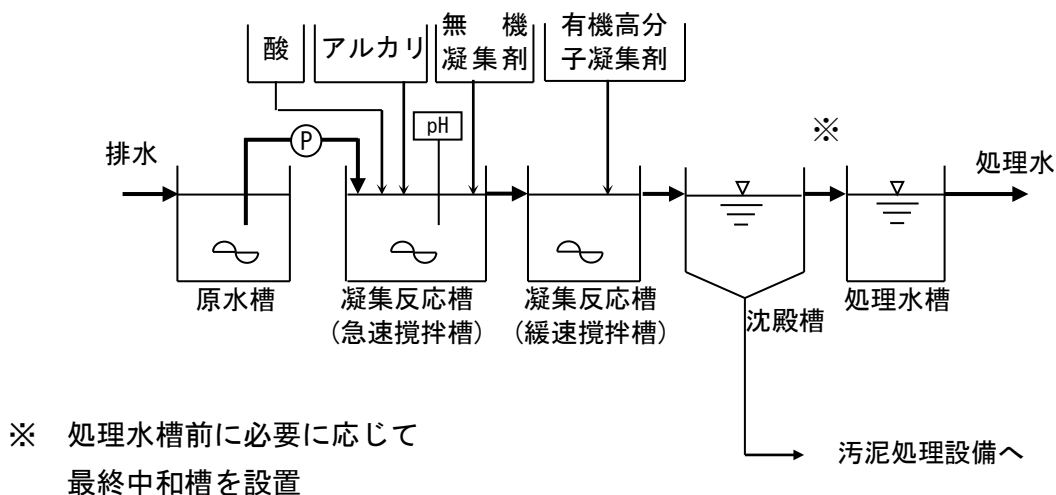 酸
アルカリ
無機
凝集剤
有機高分
子凝集剤
pH
P
※
排水
処理水
原水槽
凝集反応槽
（急速撹拌槽）
凝集反応槽
（緩速撹拌槽）
沈殿槽
処理水槽
※　処理水槽前に必要に応じて
最終中和槽を設置
汚泥処理設備へ